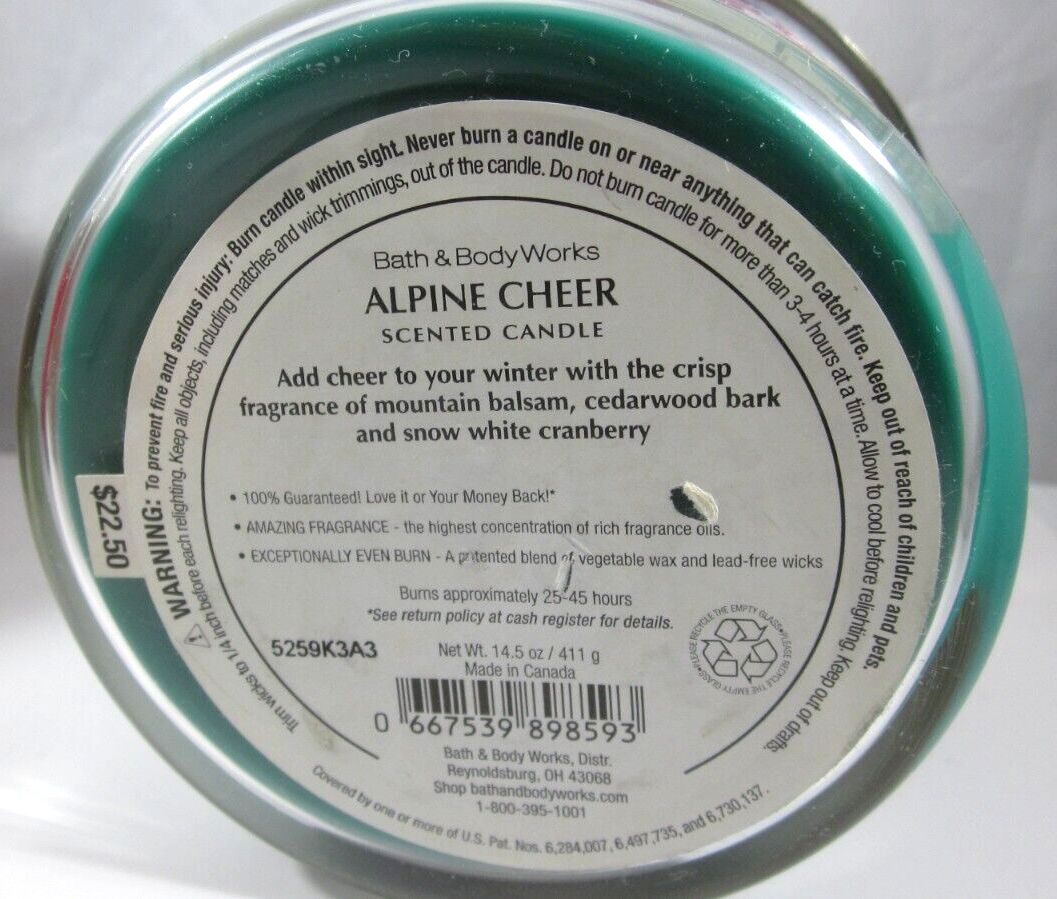 WARNING: To prevent fire and serious injury: Burn candle within sight. Never burn a candle on or near anything that can catch fire. Keep out of reach of children and pets.
Trim wicks to 1/4 inch before each relighting. Keep all objects, including matches and wick trimmings, out of the candle. Do not burn candle for more than 3-4 hours at a time. Allow to cool before relighting. Keep out of drafts.
Bath & Body Works
ALPINE CHEER
SCENTED CANDLE
Add cheer to your winter with the crisp
fragrance of mountain balsam, cedarwood bark
and snow white cranberry
• 100% Guaranteed! Love it or Your Money Back!*
• AMAZING FRAGRANCE - the highest concentration of rich fragrance oils.
• EXCEPTIONALLY EVEN BURN - A patented blend of vegetable wax and lead-free wicks
Burns approximately 25-45 hours
*See return policy at cash register for details.
5259K3A3
Net Wt. 14.5 oz / 411 g
Made in Canada
0 667539 898593
Bath & Body Works, Distr.
Reynoldsburg, OH 43068
Shop bathandbodyworks.com
1-800-395-1001
Covered by one or more of U.S. Pat. Nos. 6,284,007, 6,497,735, and 6,730,137.
•PLEASE RECYCLE THE EMPTY GLASS•PLEASE RECYCLE THE EMPTY GLASS
$22.50